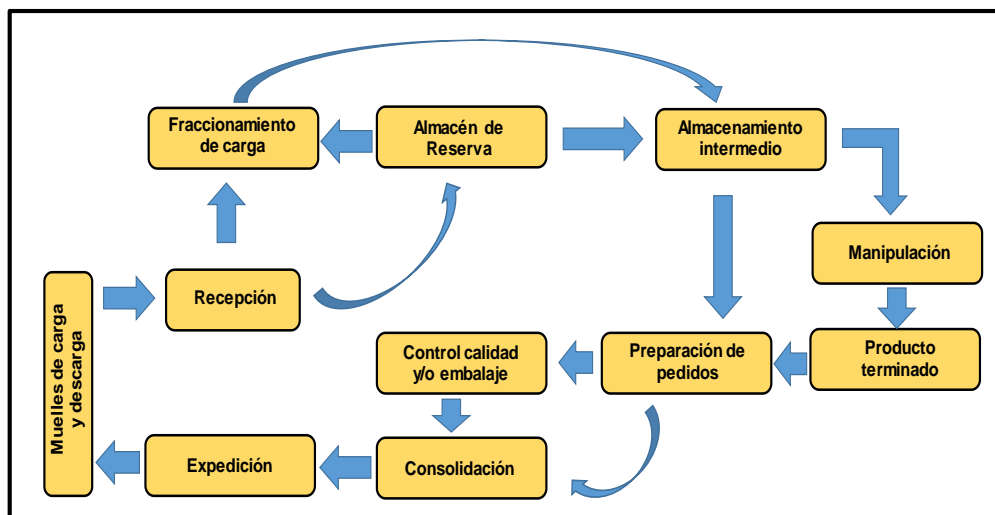 Fraccionamiento
de carga
Almacén de
Reserva
Almacenamiento
intermedio
Manipulación
Recepción
Muelles de carga
y descarga
Control calidad
y/o embalaje
Preparación de
pedidos
Producto
terminado
Expedición
Consolidación